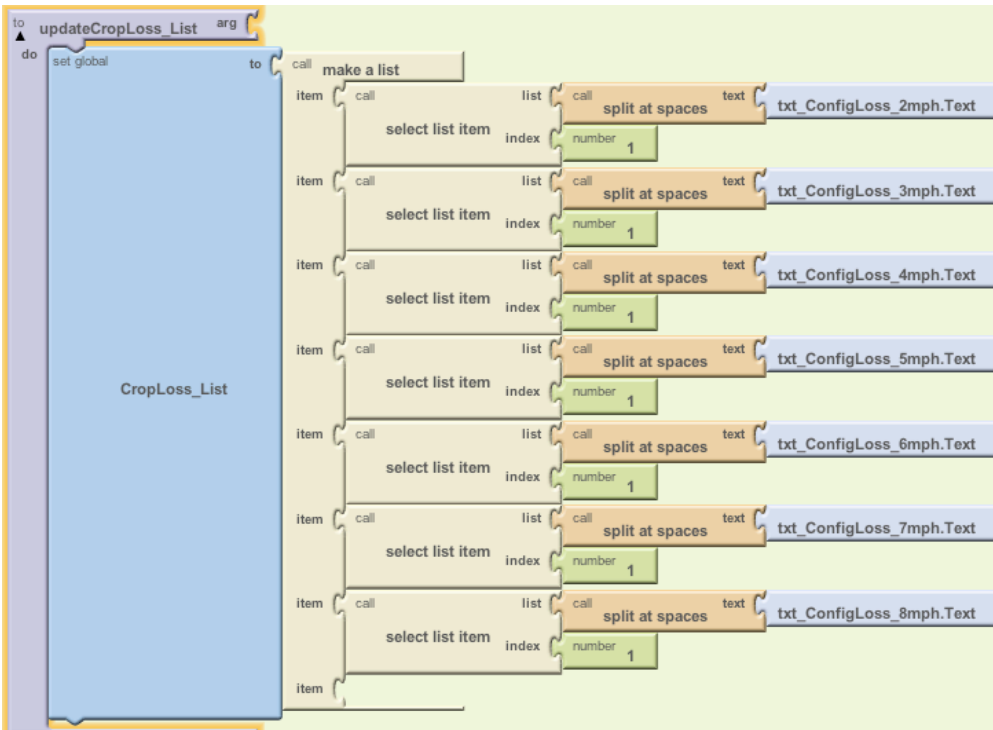 to updateCropLoss_List arg
do set global to call make a list
item call list call text txt_ConfigLoss_2mph.Text
split at spaces
select list item index number 1
item call list call text txt_ConfigLoss_3mph.Text
split at spaces
select list item index number 1
item call list call text txt_ConfigLoss_4mph.Text
split at spaces
select list item index number 1
item call list call text txt_ConfigLoss_5mph.Text
split at spaces
select list item index number 1
CropLoss_List
item call list call text txt_ConfigLoss_6mph.Text
split at spaces
select list item index number 1
item call list call text txt_ConfigLoss_7mph.Text
split at spaces
select list item index number 1
item call list call text txt_ConfigLoss_8mph.Text
split at spaces
select list item index number 1
item